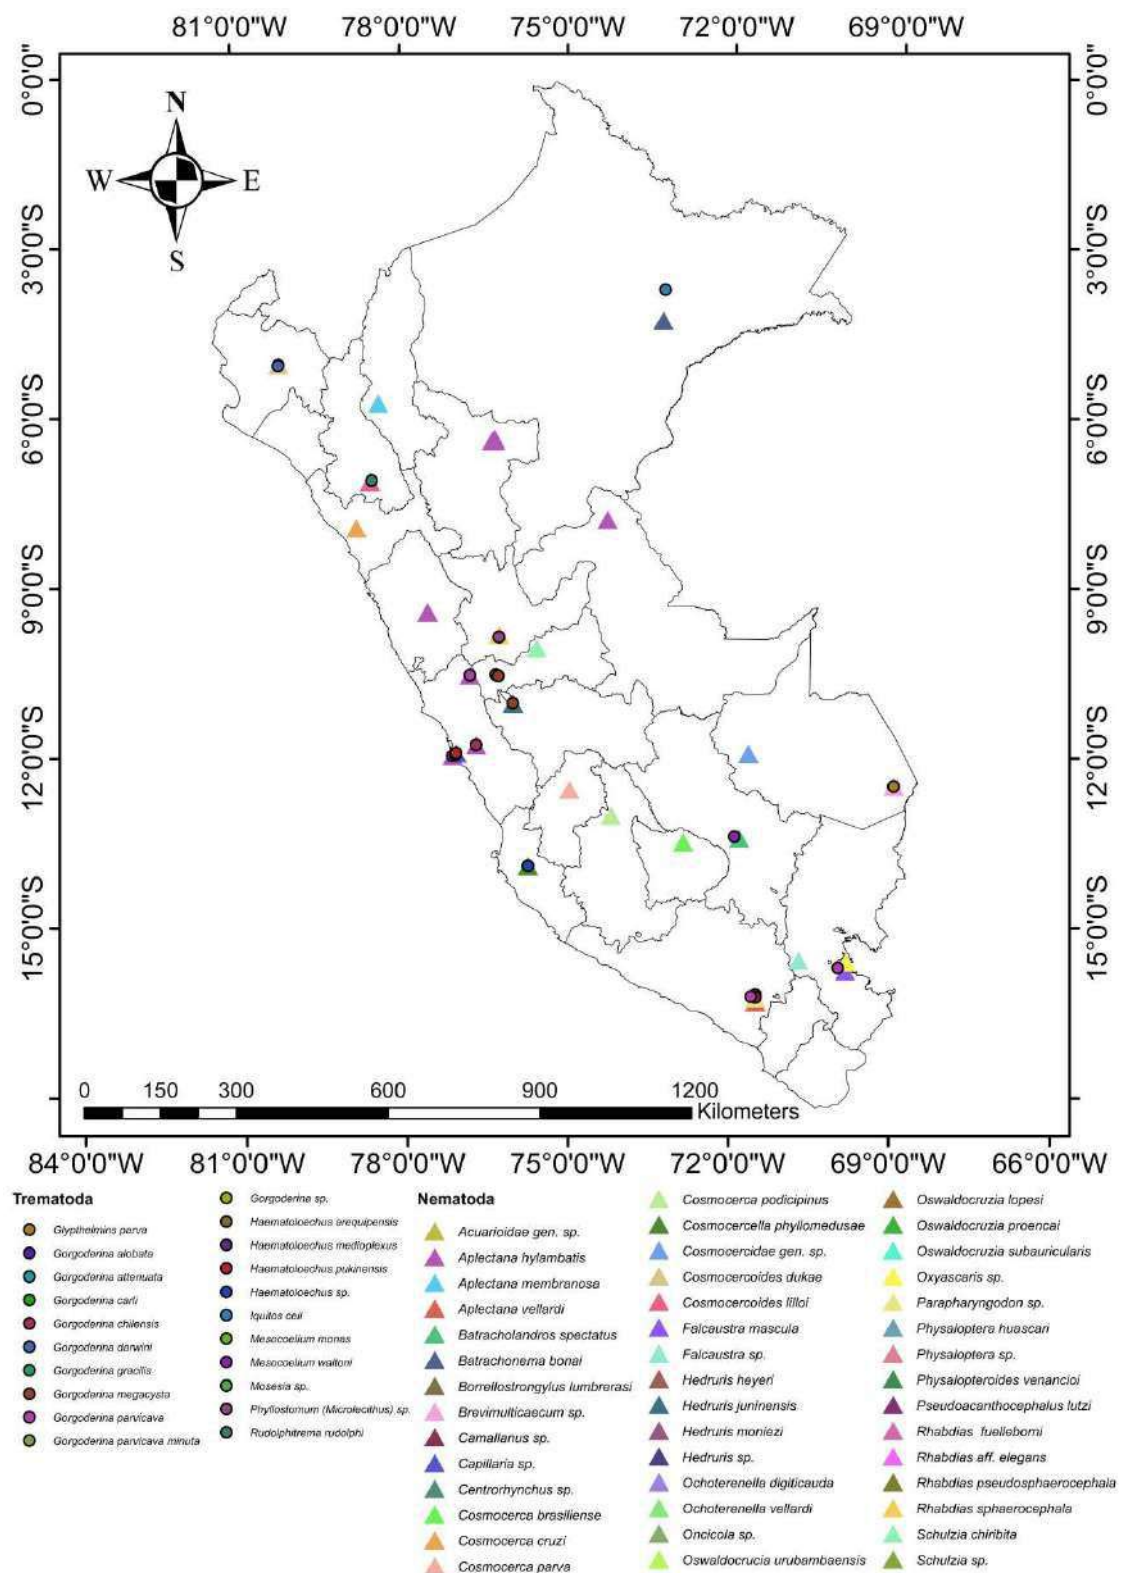 81°0'0"W 78°0'0"W 75°0'0"W 72°0'0"W 69°0'0"W
0°0'0" 0°0'0"
N
W E
S
3°0'0"S 3°0'0"S
6°0'0"S 6°0'0"S
9°0'0"S 9°0'0"S
12°0'0"S 12°0'0"S
15°0'0"S 15°0'0"S
0 150 300 600 900 1200
Kilometers
84°0'0"W 81°0'0"W 78°0'0"W 75°0'0"W 72°0'0"W 69°0'0"W 66°0'0"W
Trematoda
Glypthelmins parva
Gorgoderina alobata
Gorgoderina attenuata
Gorgoderina carli
Gorgoderina chilensis
Gorgoderina darwini
Gorgoderina gracilis
Gorgoderina megacysta
Gorgoderina parvicava
Gorgoderina parvicava minuta
Gorgoderina sp.
Haematoloechus arequipensis
Haematoloechus medioplexus
Haematoloechus pukinensis
Haematoloechus sp.
Iquitos ceii
Mesocoelium monas
Mesocoelium waltoni
Mosesia sp.
Phyllostomum (Microlecithus) sp.
Rudolphitrema rudolphi
Nematoda
Acuarioidae gen. sp.
Aplectana hylambatis
Aplectana membranosa
Aplectana vellardi
Batracholandros spectatus
Batrachonema bonai
Borrellostrongylus lumbrerasi
Brevimulticaecum sp.
Camallanus sp.
Capillaria sp.
Centrorhynchus sp.
Cosmocerca brasiliense
Cosmocerca cruzi
Cosmocerca parva
Cosmocerca podicipinus
Cosmocercella phyllomedusae
Cosmocercidae gen. sp.
Cosmocercoides dukae
Cosmocercoides lilloi
Falcaustra mascula
Falcaustra sp.
Hedruris heyeri
Hedruris juninensis
Hedruris moniezi
Hedruris sp.
Ochoterenella digiticauda
Ochoterenella vellardi
Oncicola sp.
Oswaldocrucia urubambaensis
Oswaldocruzia lopesi
Oswaldocruzia proencai
Oswaldocruzia subauricularis
Oxyascaris sp.
Parapharyngodon sp.
Physaloptera huascari
Physaloptera sp.
Physalopteroides venancioi
Pseudoacanthocephalus lutzi
Rhabdias fuelleborni
Rhabdias aff. elegans
Rhabdias pseudosphaerocephala
Rhabdias sphaerocephala
Schulzia chiribita
Schulzia sp.